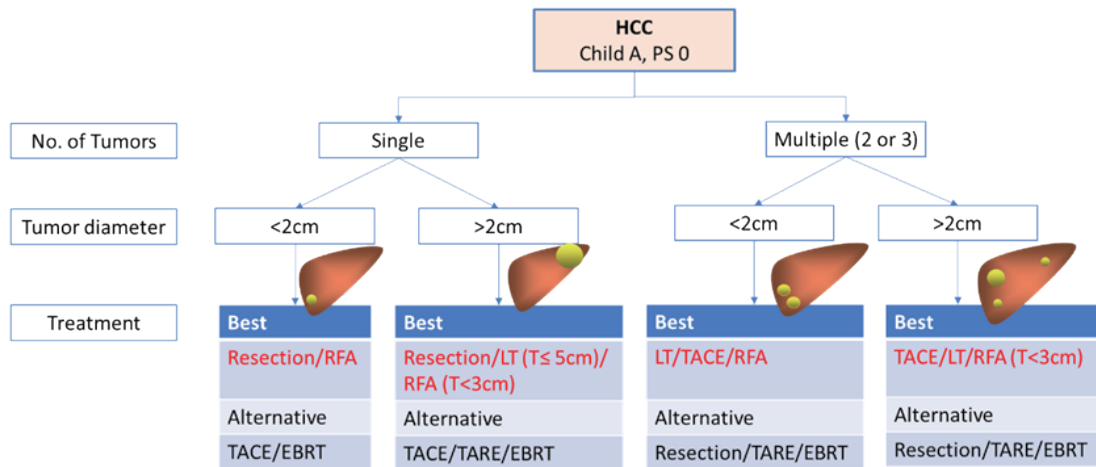 HCC
Child A, PS 0
No. of Tumors
Single
Multiple (2 or 3)
Tumor diameter
<2cm
>2cm
<2cm
>2cm
Treatment
Best
Best
Best
Best
Resection/RFA
Resection/LT (T≤ 5cm)/
RFA (T<3cm)
LT/TACE/RFA
TACE/LT/RFA (T<3cm)
Alternative
Alternative
Alternative
Alternative
TACE/EBRT
TACE/TARE/EBRT
Resection/TARE/EBRT
Resection/TARE/EBRT